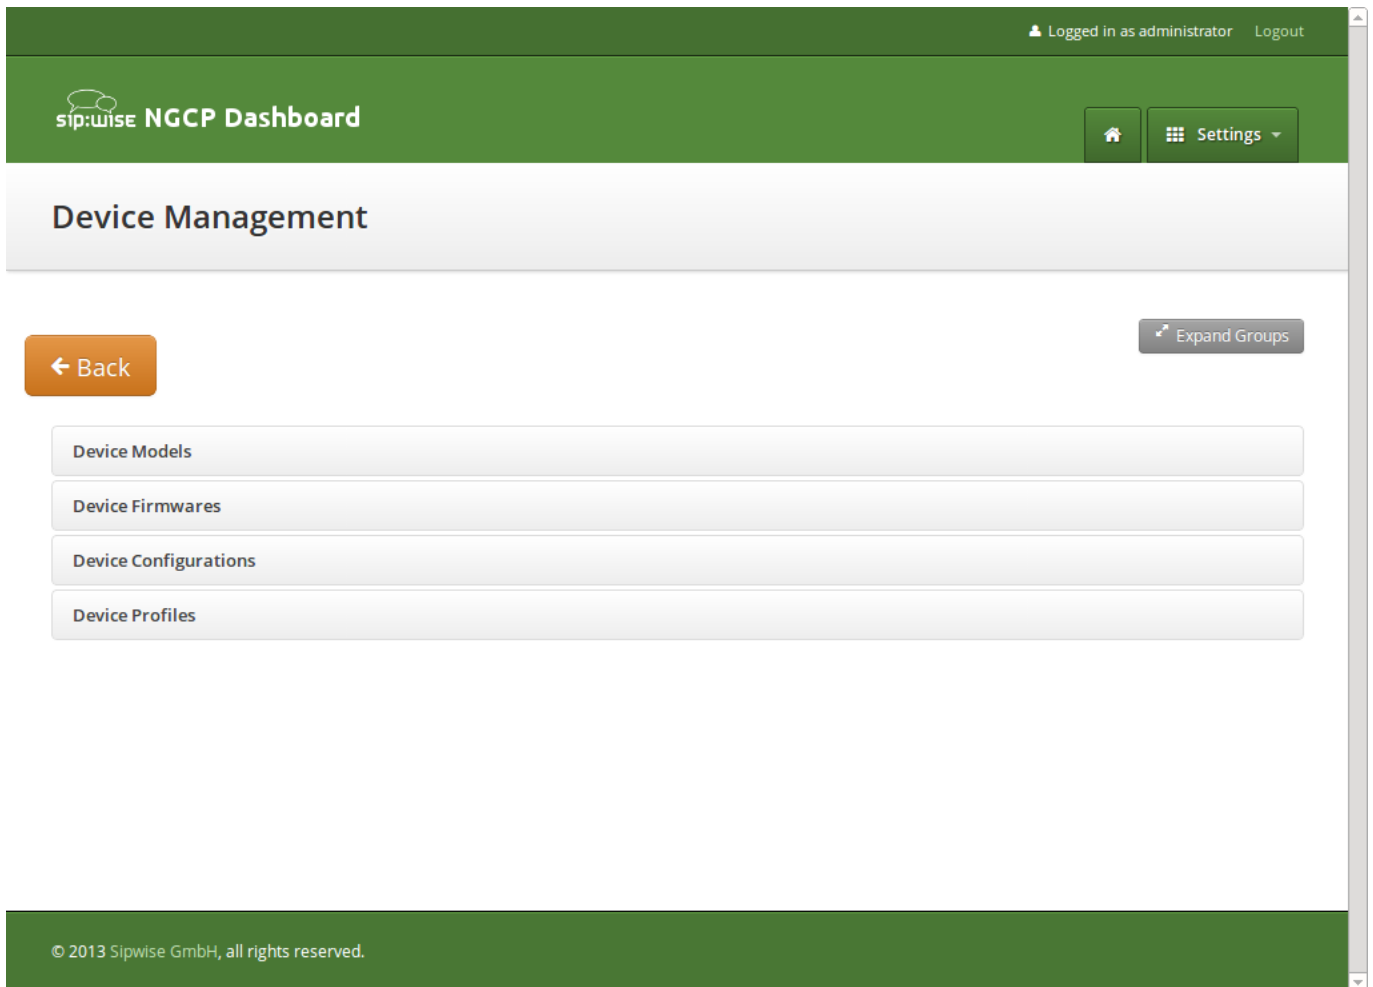 Logged in as administrator Logout
sip:wise NGCP Dashboard
Settings
Device Management
Expand Groups
Back
Device Models
Device Firmwares
Device Configurations
Device Profiles
© 2013 Sipwise GmbH, all rights reserved.